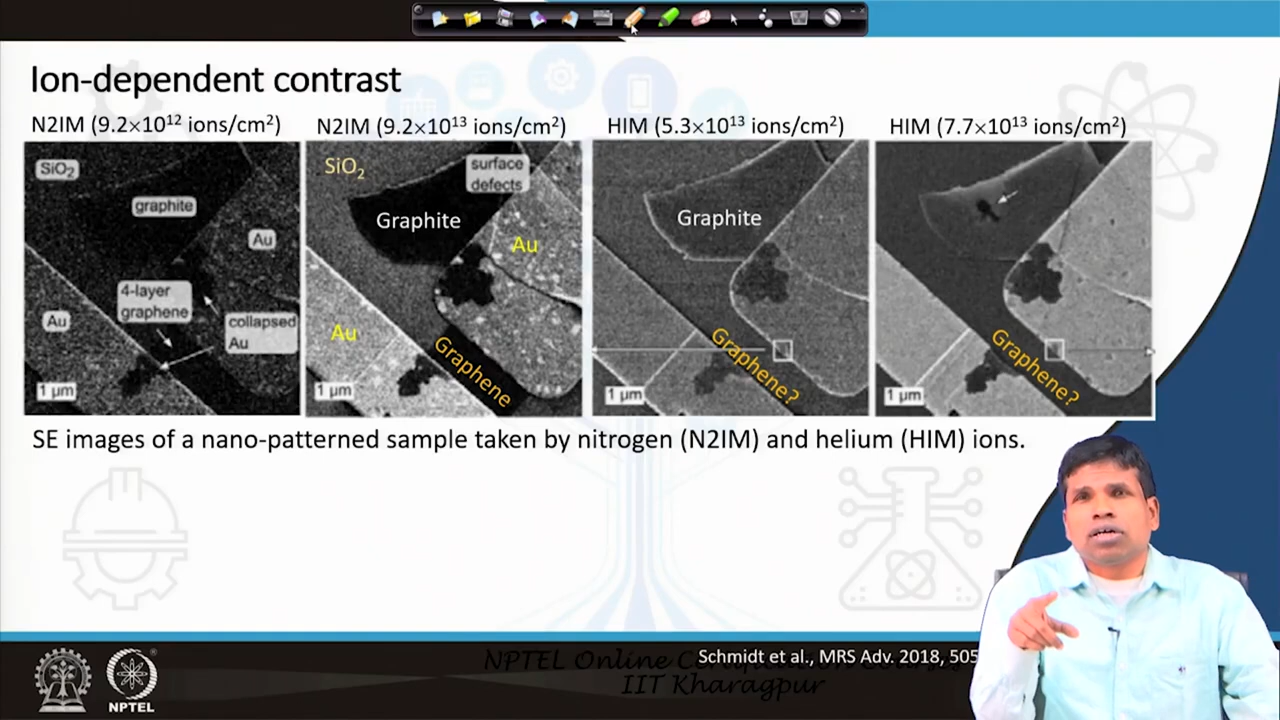 Ion-dependent contrast
N2IM (9.2×10¹² ions/cm²)
N2IM (9.2×10¹³ ions/cm²)
HIM (5.3×10¹³ ions/cm²)
HIM (7.7×10¹³ ions/cm²)
SiO₂
graphite
Au
4-layer
graphene
Au
collapsed
Au
1 μm
SiO₂
surface
defects
Graphite
Au
Au
Graphene
1 μm
Graphite
Graphene?
1 μm
Graphene?
1 μm
SE images of a nano-patterned sample taken by nitrogen (N2IM) and helium (HIM) ions.
NPTEL Online
IIT Kharagpur
Schmidt et al., MRS Adv. 2018, 505
NPTEL